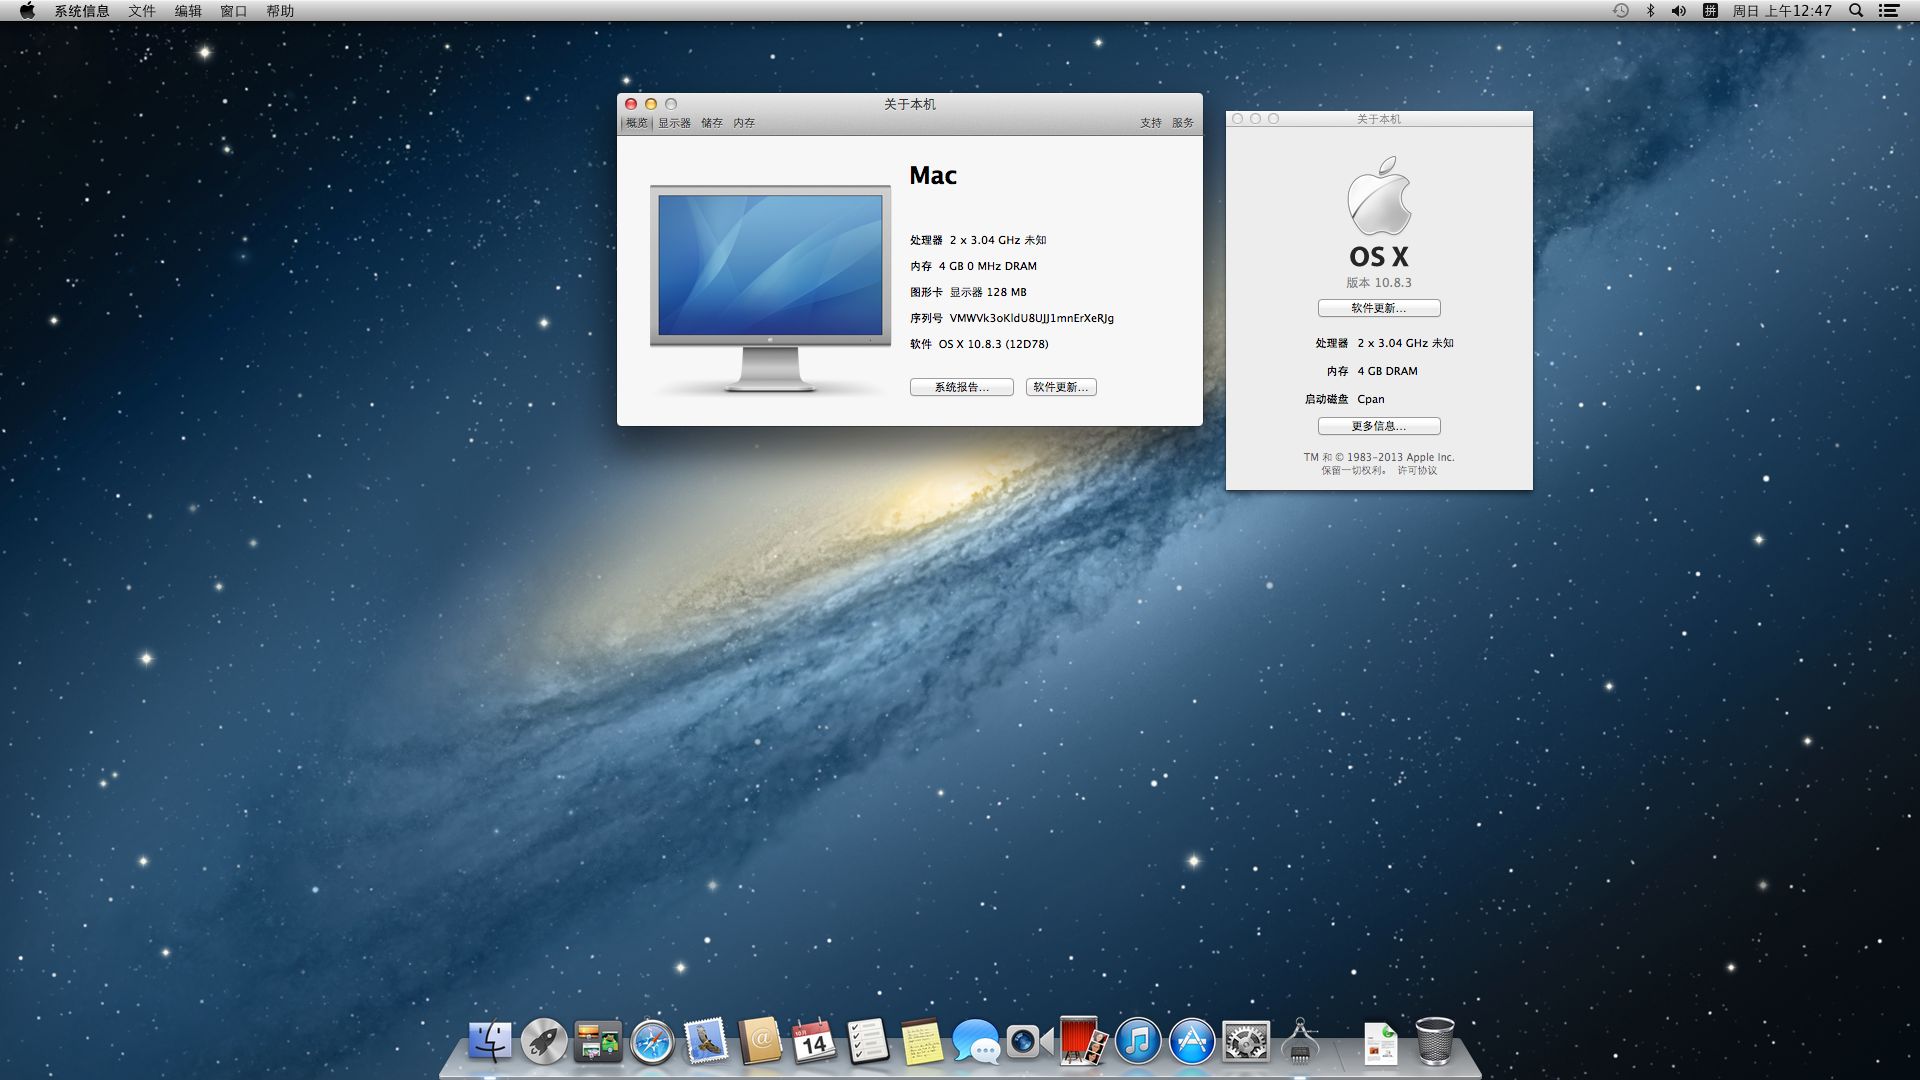 系统信息 文件 编辑 窗口 帮助
拼 周日 上午12:47
关于本机
概览 显示器 储存 内存 支持 服务
Mac
处理器 2 x 3.04 GHz 未知
内存 4 GB 0 MHz DRAM
图形卡 显示器 128 MB
序列号 VMWVk3oKldU8UJJ1mnErXeRJg
软件 OS X 10.8.3 (12D78)
系统报告... 软件更新...
关于本机
OS X
版本 10.8.3
软件更新...
处理器 2 x 3.04 GHz 未知
内存 4 GB DRAM
启动磁盘 Cpan
更多信息...
TM 和 © 1983-2013 Apple Inc.
保留一切权利。 许可协议
10月
14